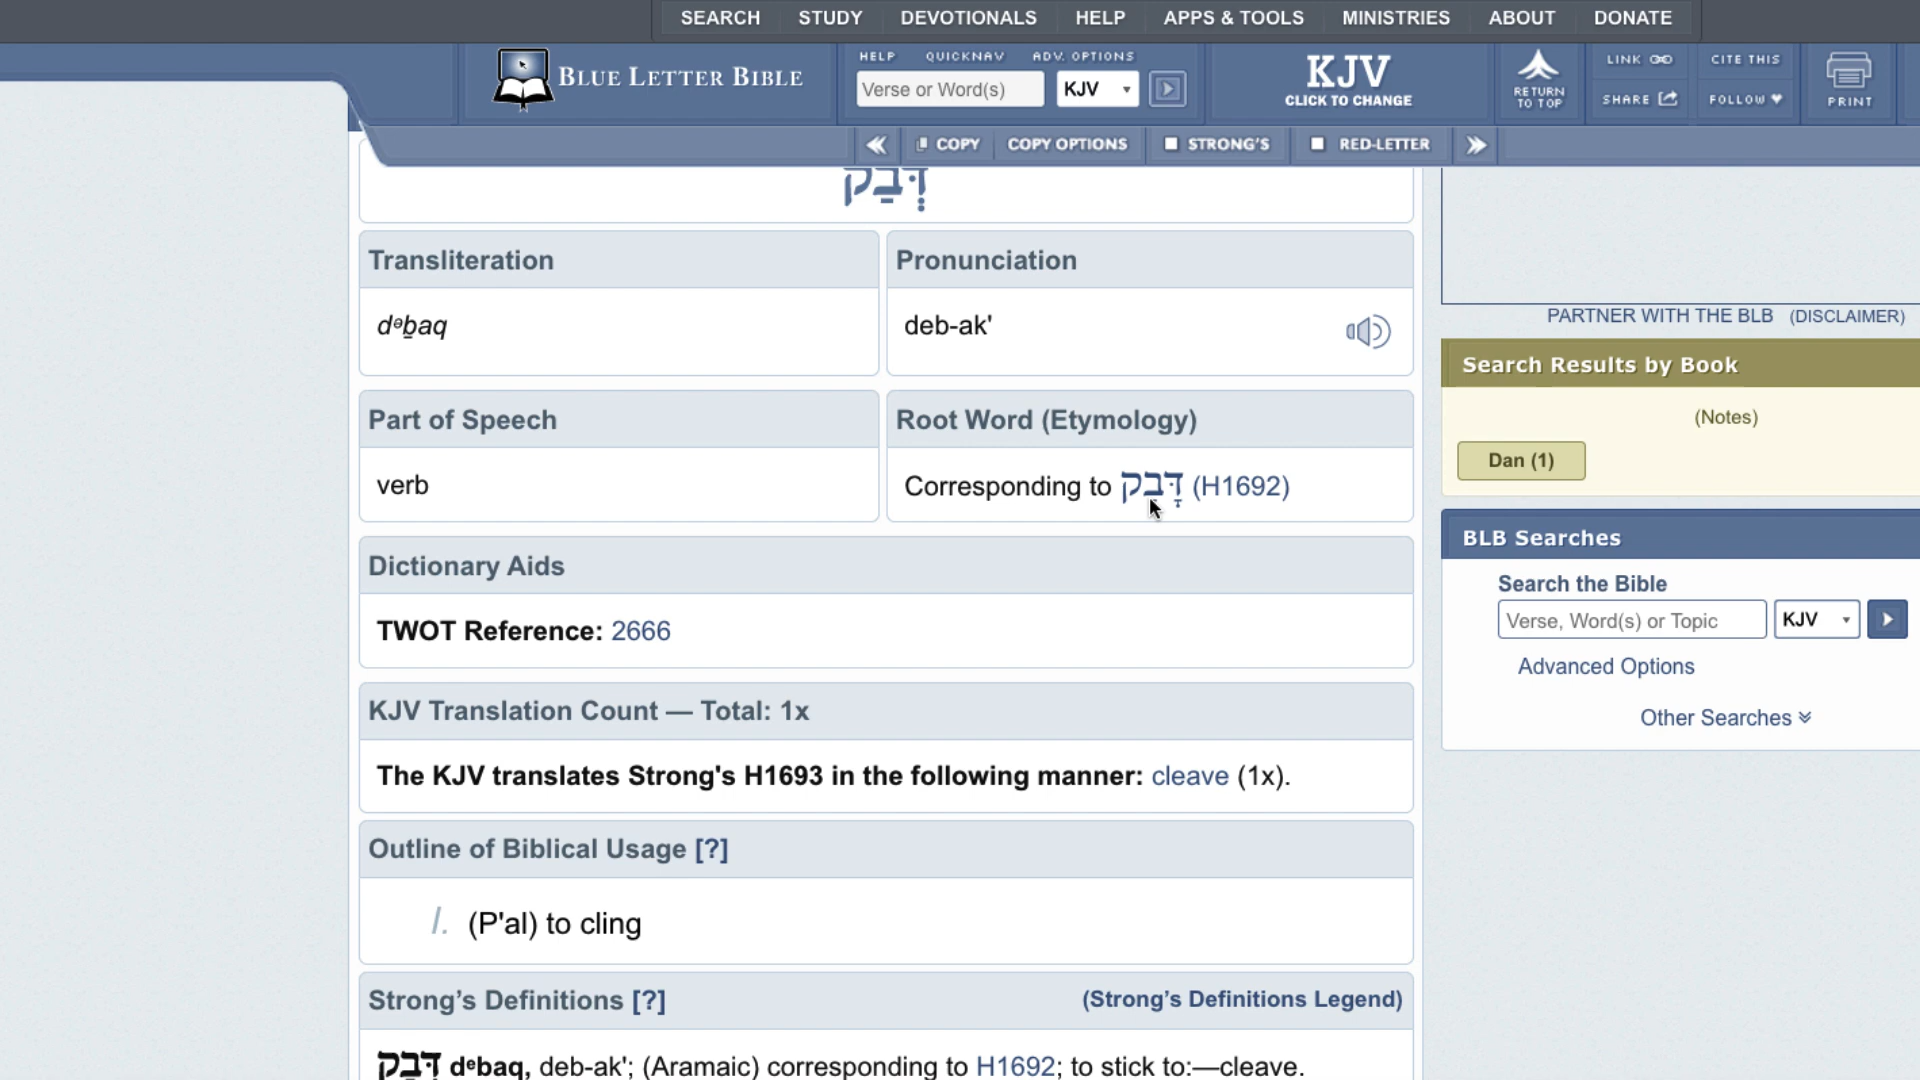 SEARCH STUDY DEVOTIONALS HELP APPS & TOOLS MINISTRIES ABOUT DONATE
BLUE LETTER BIBLE
HELP QUICKNAV ADV. OPTIONS
Verse or Word(s) KJV
KJV
CLICK TO CHANGE
RETURN
TO TOP
LINK
SHARE
CITE THIS
FOLLOW
PRINT
COPY COPY OPTIONS STRONG'S RED-LETTER
דְּבַק
Transliteration
dᵊḇaq
Pronunciation
deb-ak'
Part of Speech
verb
Root Word (Etymology)
Corresponding to דָּבַק (H1692)
Dictionary Aids
TWOT Reference: 2666
KJV Translation Count — Total: 1x
The KJV translates Strong's H1693 in the following manner: cleave (1x).
Outline of Biblical Usage [?]
I. (P'al) to cling
Strong’s Definitions [?] (Strong’s Definitions Legend)
דְּבַק dᵉbaq, deb-ak'; (Aramaic) corresponding to H1692; to stick to:—cleave.
PARTNER WITH THE BLB (DISCLAIMER)
Search Results by Book
(Notes)
Dan (1)
BLB Searches
Search the Bible
Verse, Word(s) or Topic KJV
Advanced Options
Other Searches